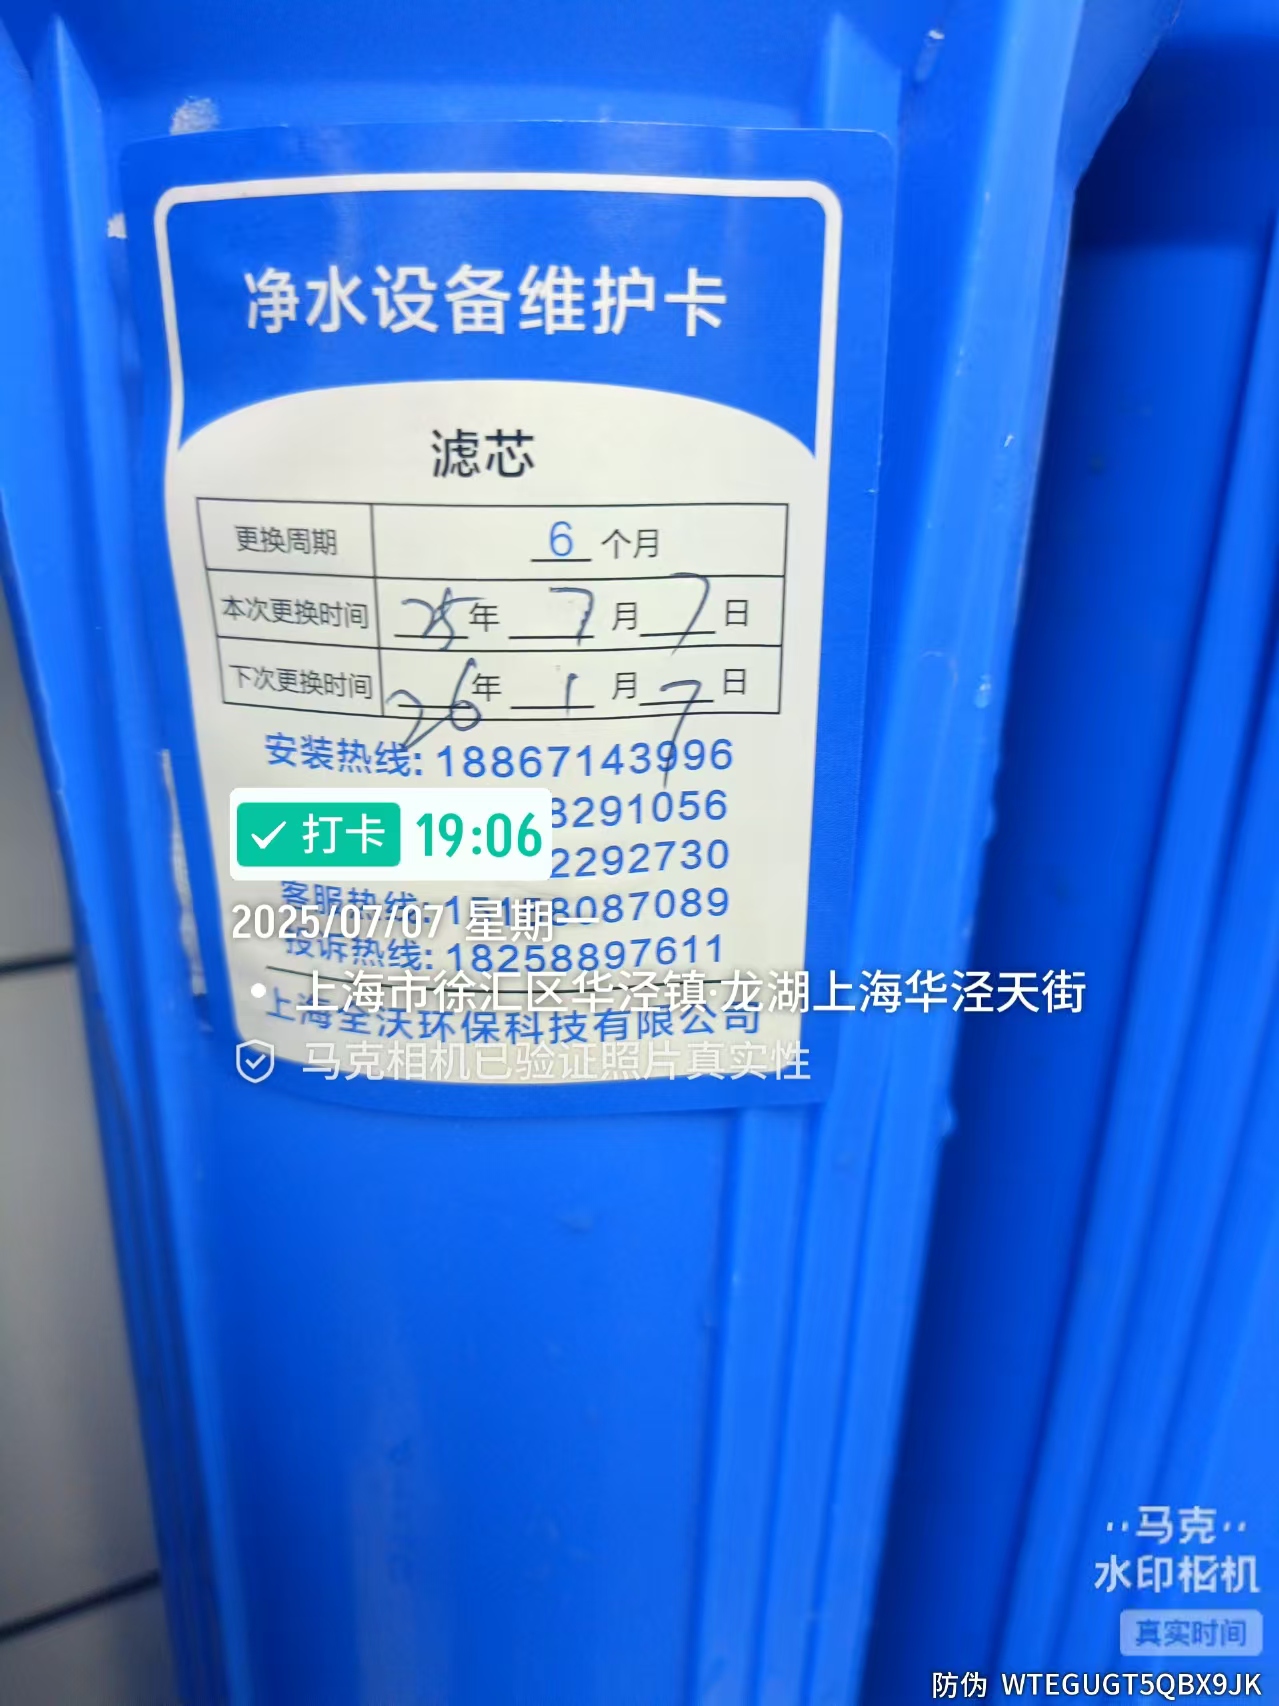 净水设备维护卡
滤芯
更换周期 6 个月
本次更换时间 25年 7月 7日
下次更换时间 26年 1月 7日
安装热线: 18867143996
打卡 19:06
3291056
2292730
客服热线:
8087089
2025/07/07 星期一
投诉热线: 18258897611
上海市徐汇区华泾镇·龙湖上海华泾天街
上海全沃环保科技有限公司
马克相机已验证照片真实性
马克
水印相机
真实时间
防伪 WTEGUGT5QBX9JK